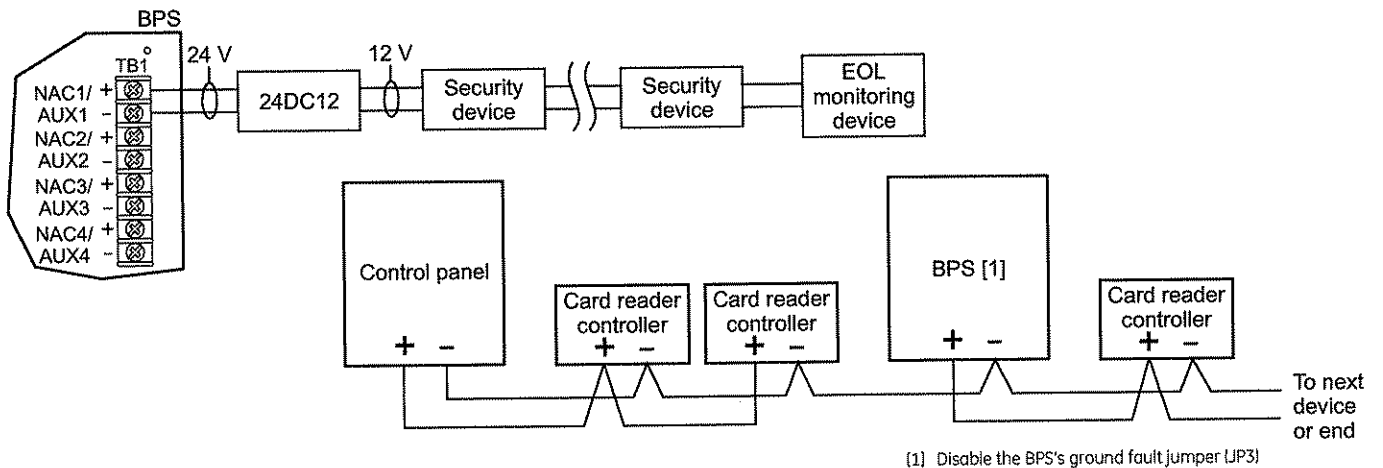 BPS
TB1
24 V
12 V
NAC1/ +
AUX1 -
NAC2/ +
AUX2 -
NAC3/ +
AUX3 -
NAC4/ +
AUX4 -
24DC12
Security
device
Security
device
EOL
monitoring
device
Control panel
+ -
Card reader
controller
+ -
Card reader
controller
+ -
BPS [1]
+ -
Card reader
controller
+ -
To next
device
or end
[1] Disable the BPS's ground fault jumper (JP3)